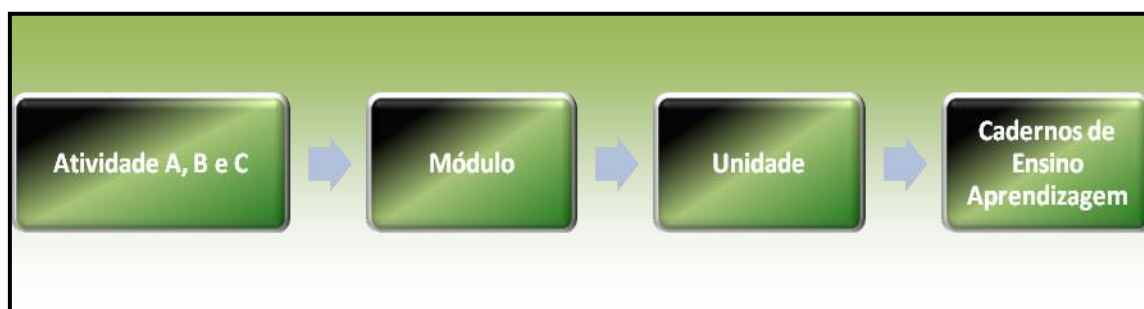 Atividade A, B e C
Módulo
Unidade
Cadernos de
Ensino
Aprendizagem